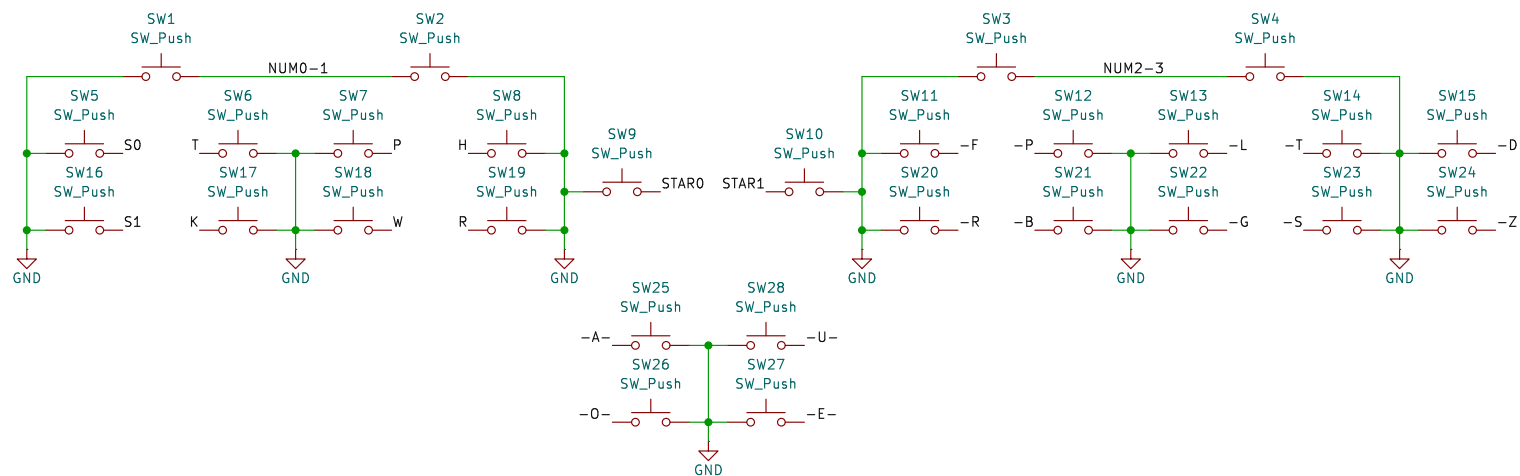 SW1
SW_Push
SW2
SW_Push
SW3
SW_Push
SW4
SW_Push
NUM0-1
NUM2-3
SW5
SW_Push
S0
SW6
SW_Push
T
SW7
SW_Push
P
SW8
SW_Push
H
SW9
SW_Push
STAR0
SW10
SW_Push
STAR1
SW11
SW_Push
-F
SW12
SW_Push
-P
SW13
SW_Push
-L
SW14
SW_Push
-T
SW15
SW_Push
-D
SW16
SW_Push
S1
SW17
SW_Push
K
SW18
SW_Push
W
SW19
SW_Push
R
SW20
SW_Push
-R
SW21
SW_Push
-B
SW22
SW_Push
-G
SW23
SW_Push
-S
SW24
SW_Push
-Z
GND
GND
GND
GND
GND
GND
SW25
SW_Push
-A-
SW28
SW_Push
-U-
SW26
SW_Push
-O-
SW27
SW_Push
-E-
GND